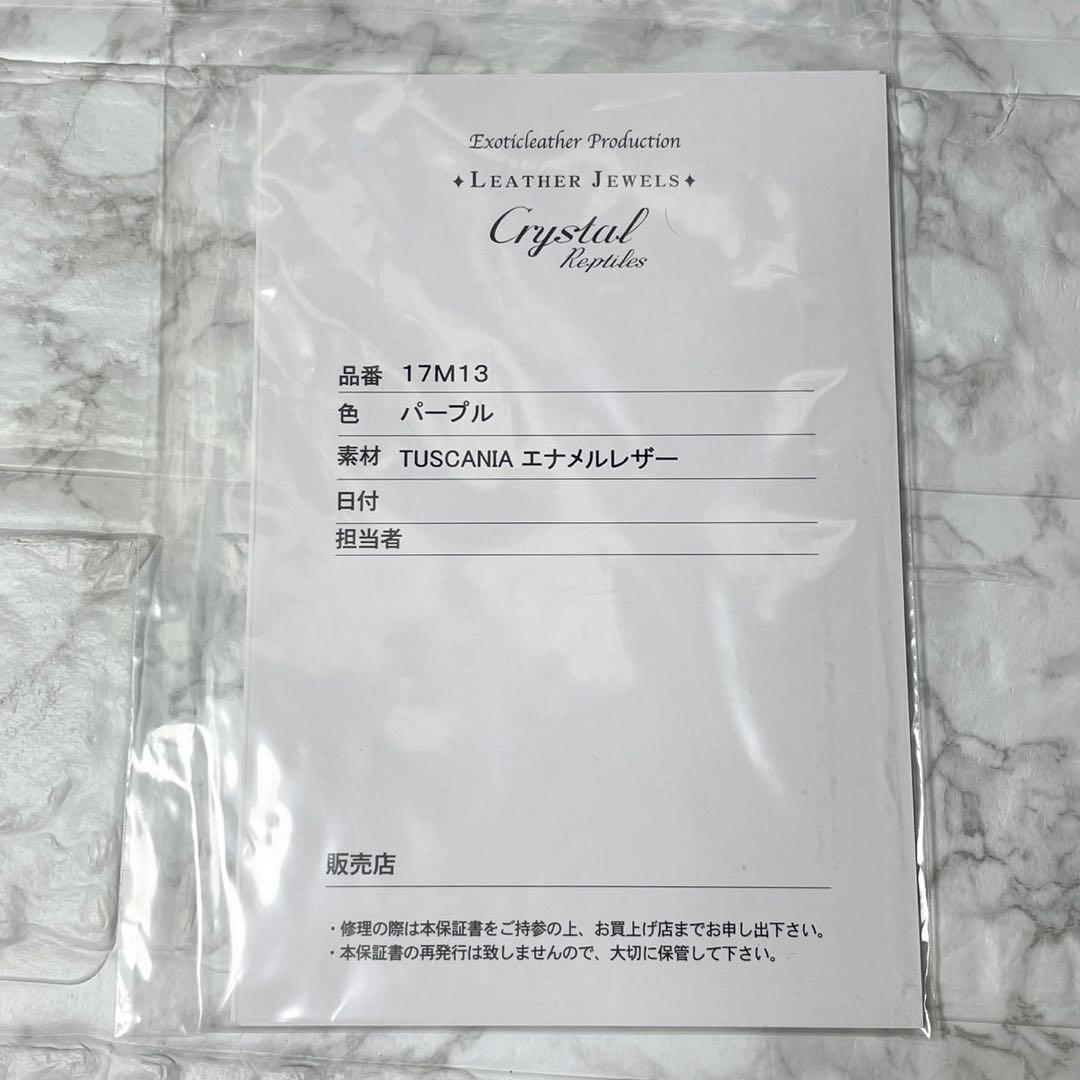 Exoticleather Production
✦LEATHER JEWELS✦
Crystal
Reptiles
品番 17M13
色 パープル
素材 TUSCANIA エナメルレザー
日付
担当者
販売店
・修理の際は本保証書をご持参の上、お買上げ店までお申し出下さい。
・本保証書の再発行は致しませんので、大切に保管して下さい。